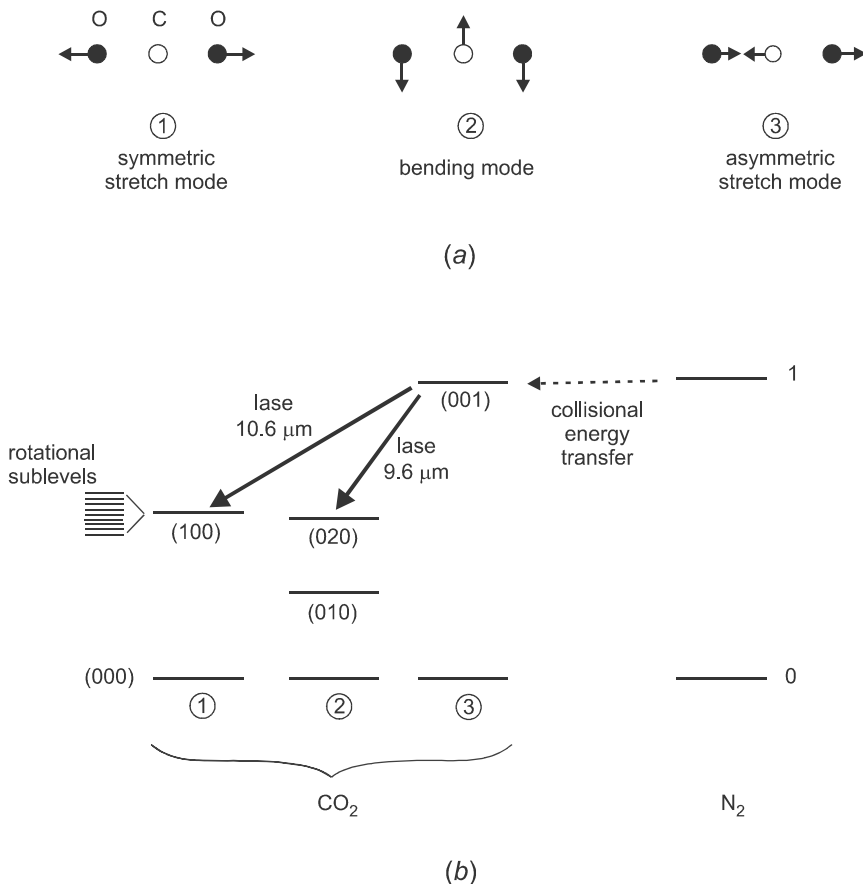 O C O
①
symmetric
stretch mode
②
bending mode
③
asymmetric
stretch mode
(a)
1
(001)
lase
10.6 μm
lase
9.6 μm
collisional
energy
transfer
rotational
sublevels
(100)
(020)
(010)
(000)
0
① ② ③
CO₂
N₂
(b)